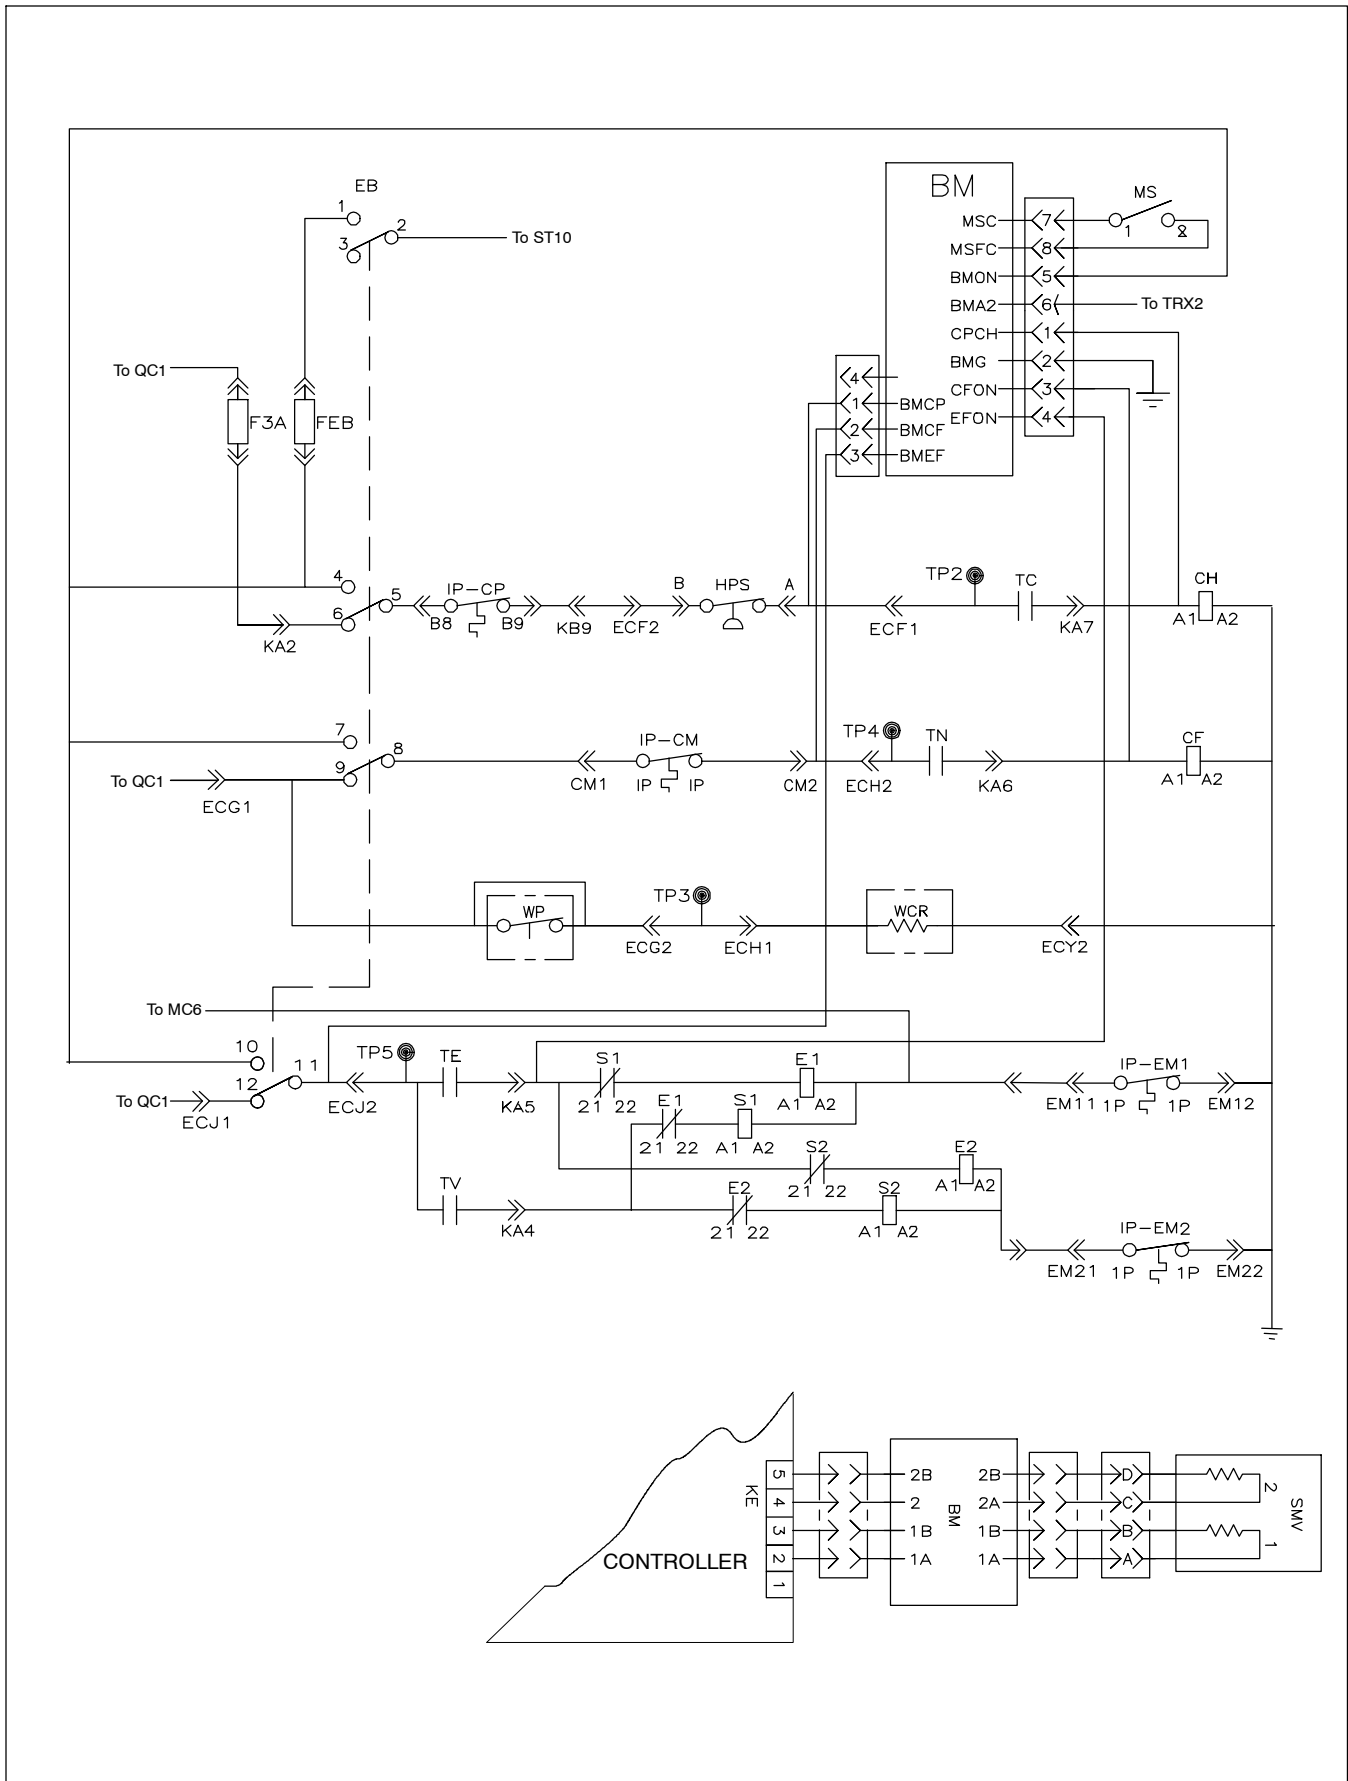 EB
1
2
3
To ST10
BM
MS
MSC 7
1 8
MSFC 8
BMON 5
BMA2 6 To TRX2
CPCH 1
BMG 2
CFON 3
EFON 4
4
1 BMCP
2 BMCF
3 BMEF
To QC1
F3A FEB
4
5
6
KA2
IP-CP
B8 B9
KB9
ECF2
B HPS A
ECF1
TP2
TC
KA7
CH
A1 A2
7
8
9
To QC1
ECG1
CM1
IP-CM
IP IP
CM2
ECH2
TP4
TN
KA6
CF
A1 A2
WP
ECG2
TP3
ECH1
WCR
ECY2
To MC6
10
11
12
To QC1
ECJ1
ECJ2
TP5
TE
KA5
S1
21 22
E1
A1 A2
EM11
IP-EM1
1P 1P
EM12
E1
21 22
S1
A1 A2
S2
21 22
E2
A1 A2
TV
KA4
E2
21 22
S2
A1 A2
EM21
IP-EM2
1P 1P
EM22
CONTROLLER
KE
5
4
3
2
1
2B
2
1B
1A
BM
2B
2A
1B
1A
D
C
B
A
2
1
SMV